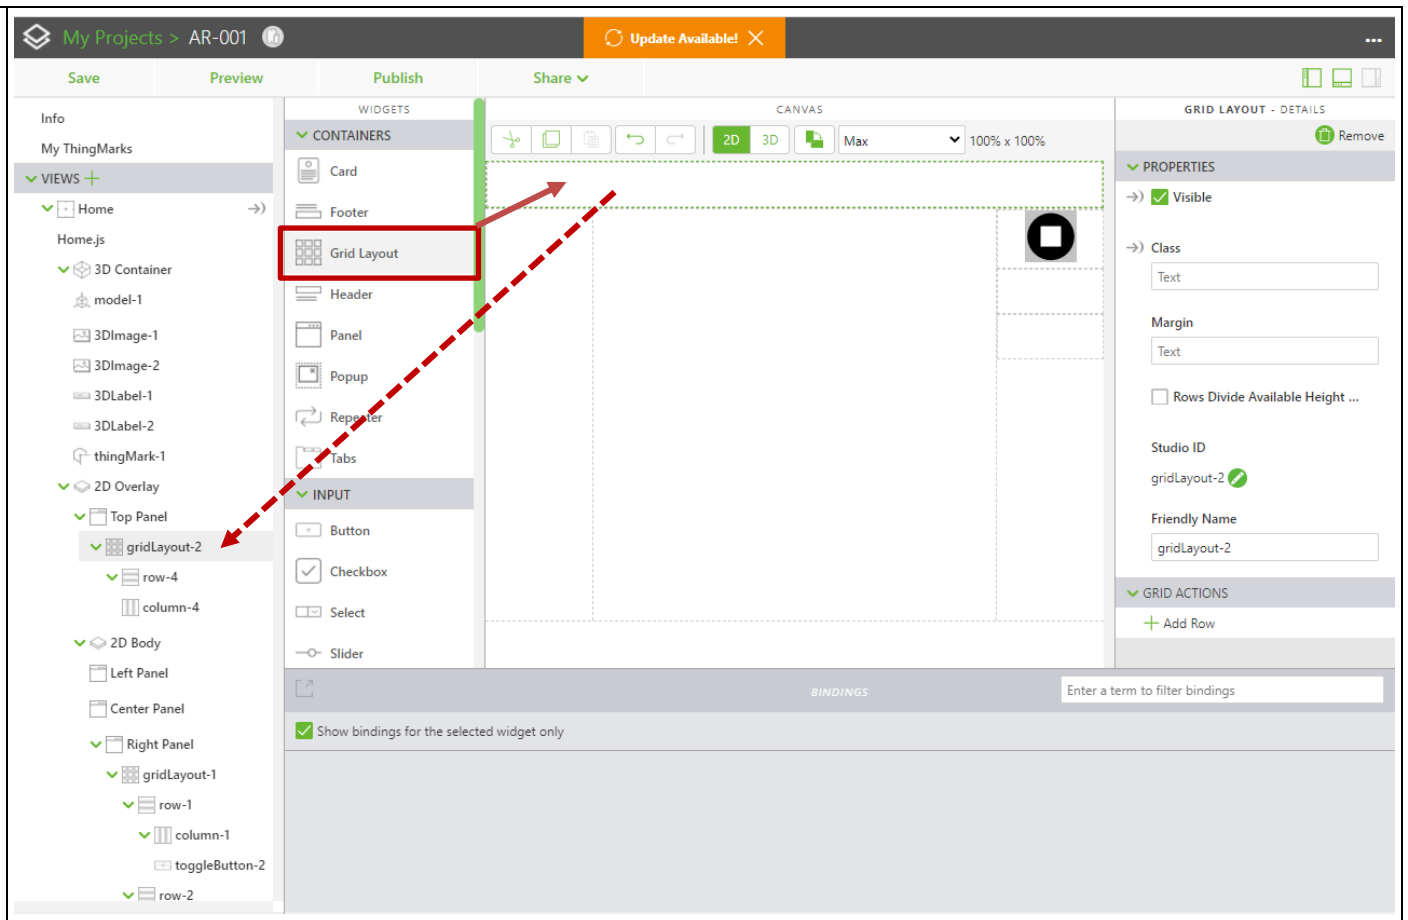 My Projects > AR-001
Update Available!
Save
Preview
Publish
Share
Info
My ThingMarks
VIEWS
Home
Home.js
3D Container
model-1
3DImage-1
3DImage-2
3DLabel-1
3DLabel-2
thingMark-1
2D Overlay
Top Panel
gridLayout-2
row-4
column-4
2D Body
Left Panel
Center Panel
Right Panel
gridLayout-1
row-1
column-1
toggleButton-2
row-2
WIDGETS
CONTAINERS
Card
Footer
Grid Layout
Header
Panel
Popup
Repeater
Tabs
INPUT
Button
Checkbox
Select
Slider
CANVAS
2D 3D Max 100% x 100%
GRID LAYOUT - DETAILS
Remove
PROPERTIES
Visible
Class
Text
Margin
Text
Rows Divide Available Height ...
Studio ID
gridLayout-2
Friendly Name
gridLayout-2
GRID ACTIONS
Add Row
BINDINGS
Enter a term to filter bindings
Show bindings for the selected widget only